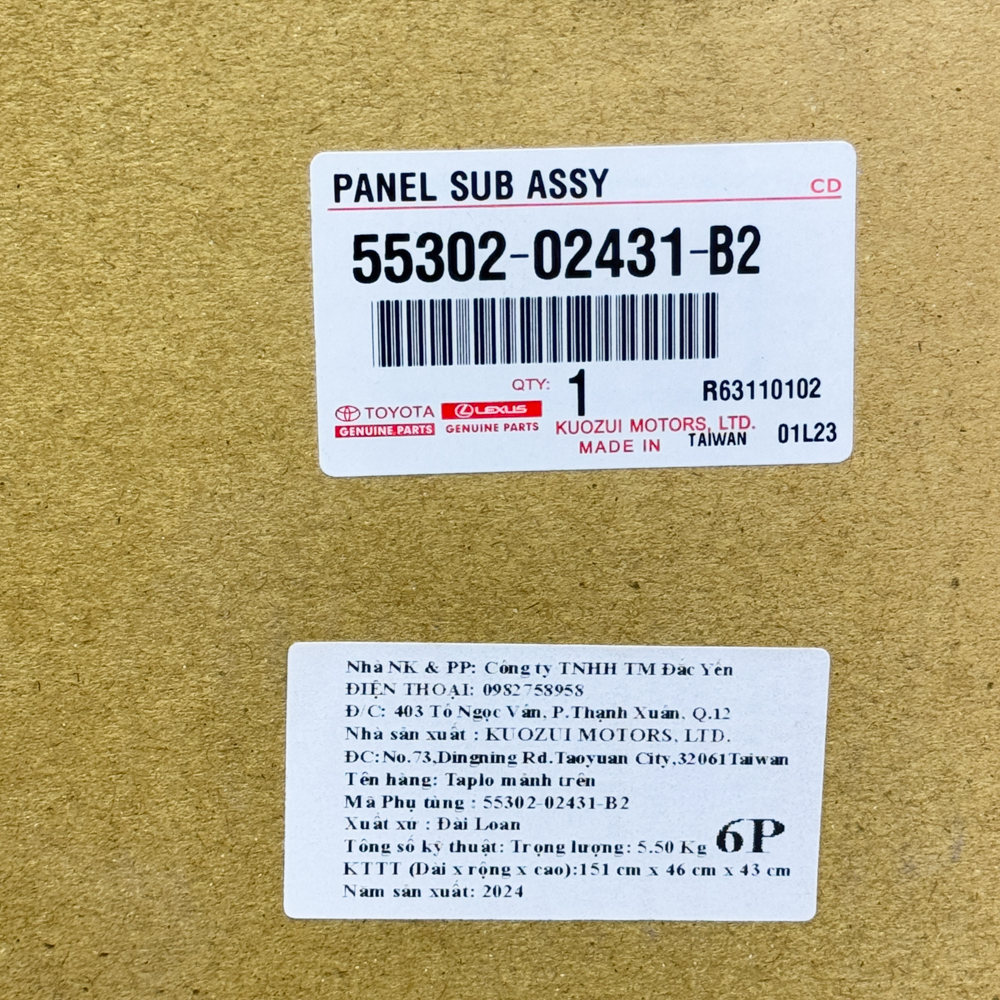 PANEL SUB ASSY
CD
55302-02431-B2
QTY: 1
R63110102
TOYOTA
GENUINE PARTS
LEXUS
GENUINE PARTS
KUOZUI MOTORS, LTD.
MADE IN TAIWAN
01L23
Nhà NK & PP: Công ty TNHH TM Đắc Yến
ĐIỆN THOẠI: 0982758958
Đ/C: 403 Tô Ngọc Vân, P.Thạnh Xuân, Q.12
Nhà sản xuất : KUOZUI MOTORS, LTD.
ĐC:No.73,Dingning Rd.Taoyuan City,32061Taiwan
Tên hàng: Taplo mảnh trên
Mã Phụ tùng : 55302-02431-B2
Xuất xứ : Đài Loan
Tông số kỹ thuật: Trọng lượng: 5.50 Kg
6P
KTTT (Dài x rộng x cao):151 cm x 46 cm x 43 cm
Năm sản xuất: 2024